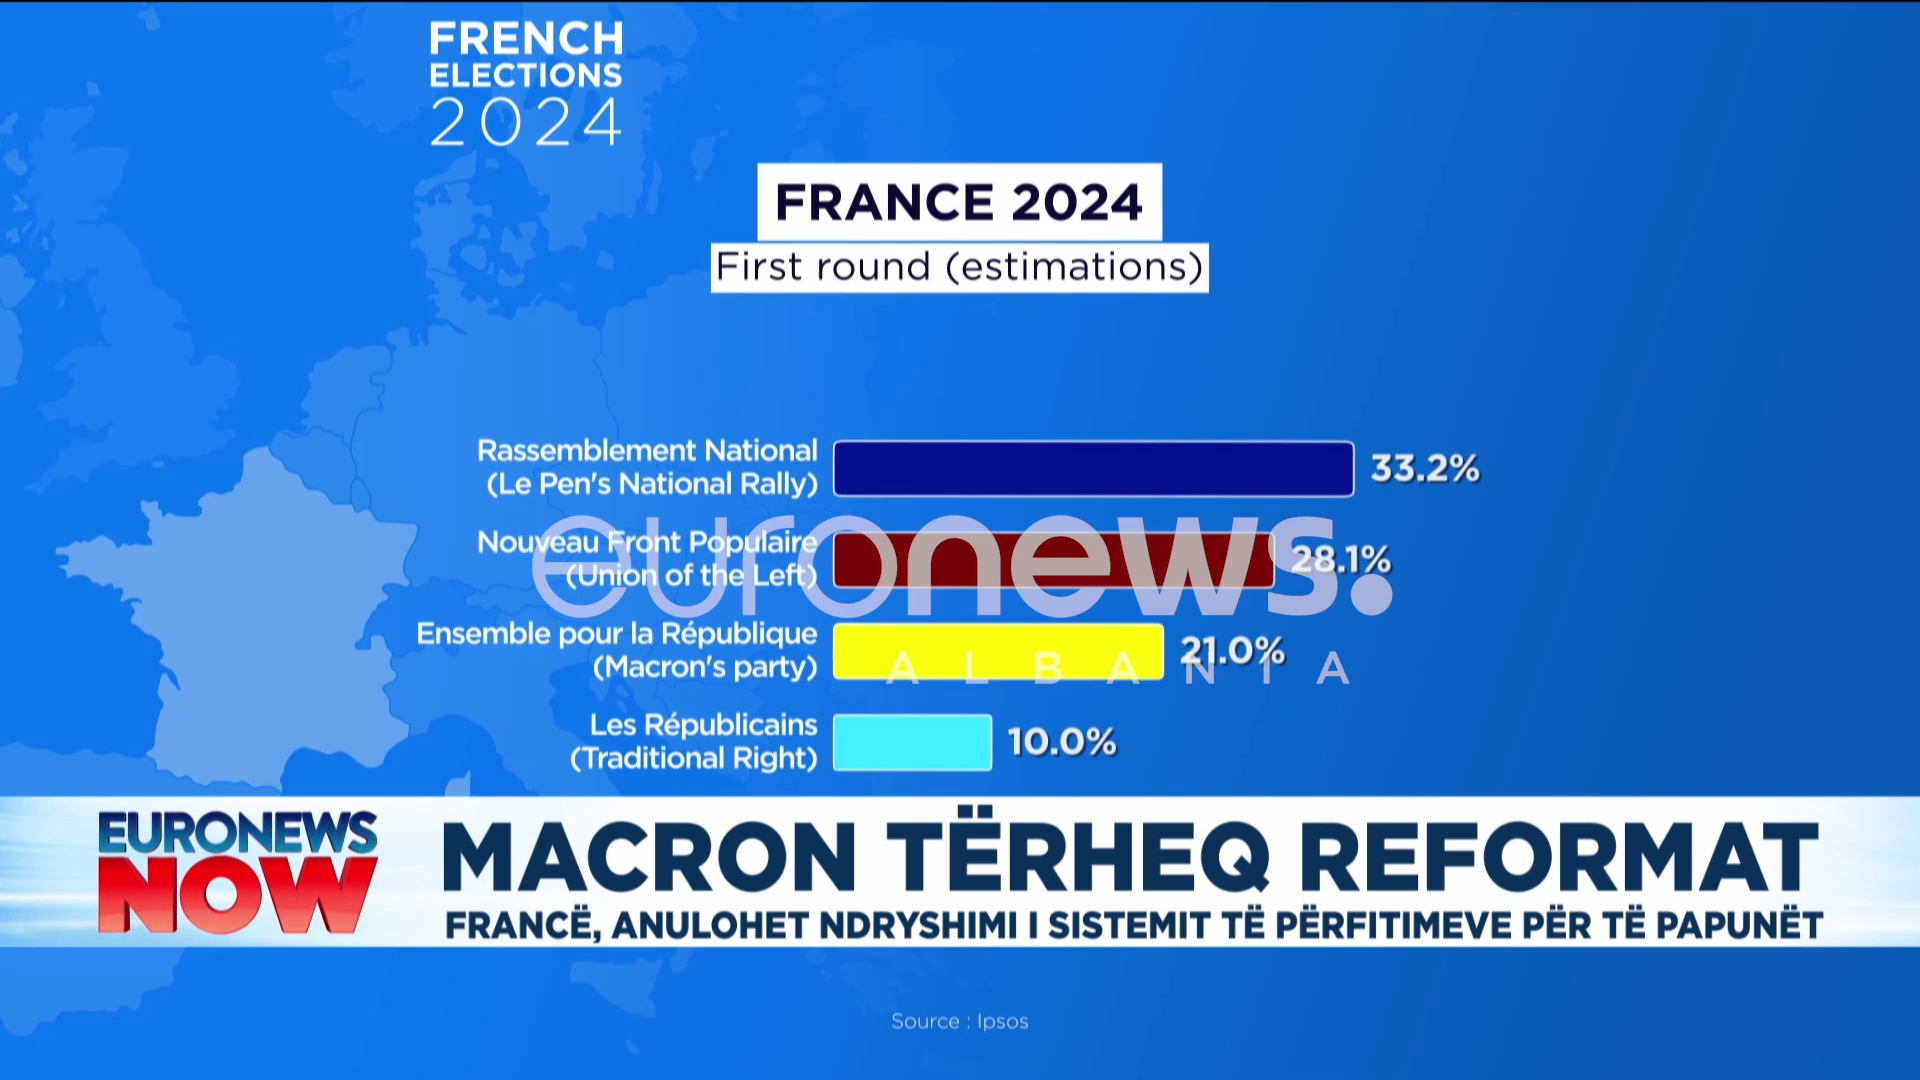 FRENCH
ELECTIONS
2024
FRANCE 2024
First round (estimations)
Rassemblement National
(Le Pen's National Rally)
33.2%
Nouveau Front Populaire
(Union of the Left)
28.1%
euronews.
Ensemble pour la République
(Macron's party)
21.0%
ALBANIA
Les Républicains
(Traditional Right)
10.0%
EURONEWS
NOW
MACRON TËRHEQ REFORMAT
FRANCË, ANULOHET NDRYSHIMI I SISTEMIT TË PËRFITIMEVE PËR TË PAPUNËT
Source : Ipsos